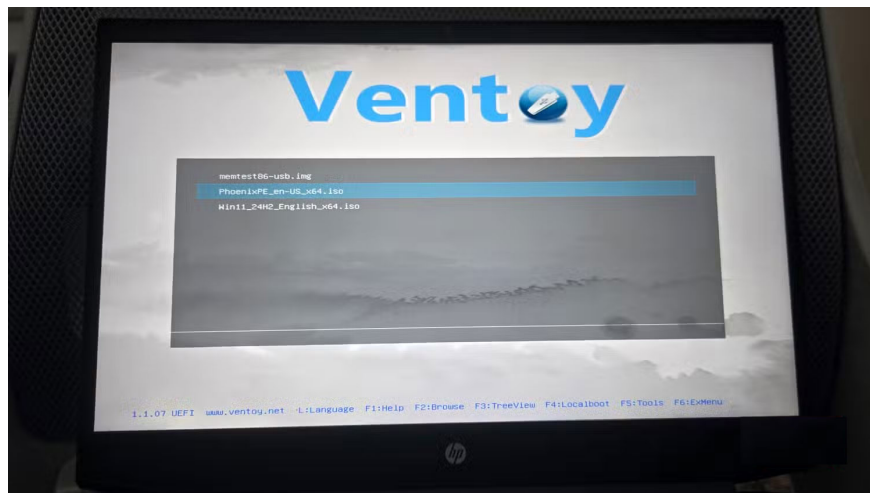 Ventoy
memtest86-usb.img
PhoenixPE_en-US_x64.iso
Win11_24H2_English_x64.iso
1.1.07 UEFI www.ventoy.net L:Language F1:Help F2:Browse F3:TreeView F4:Localboot F5:Tools F6:ExMenu
hp